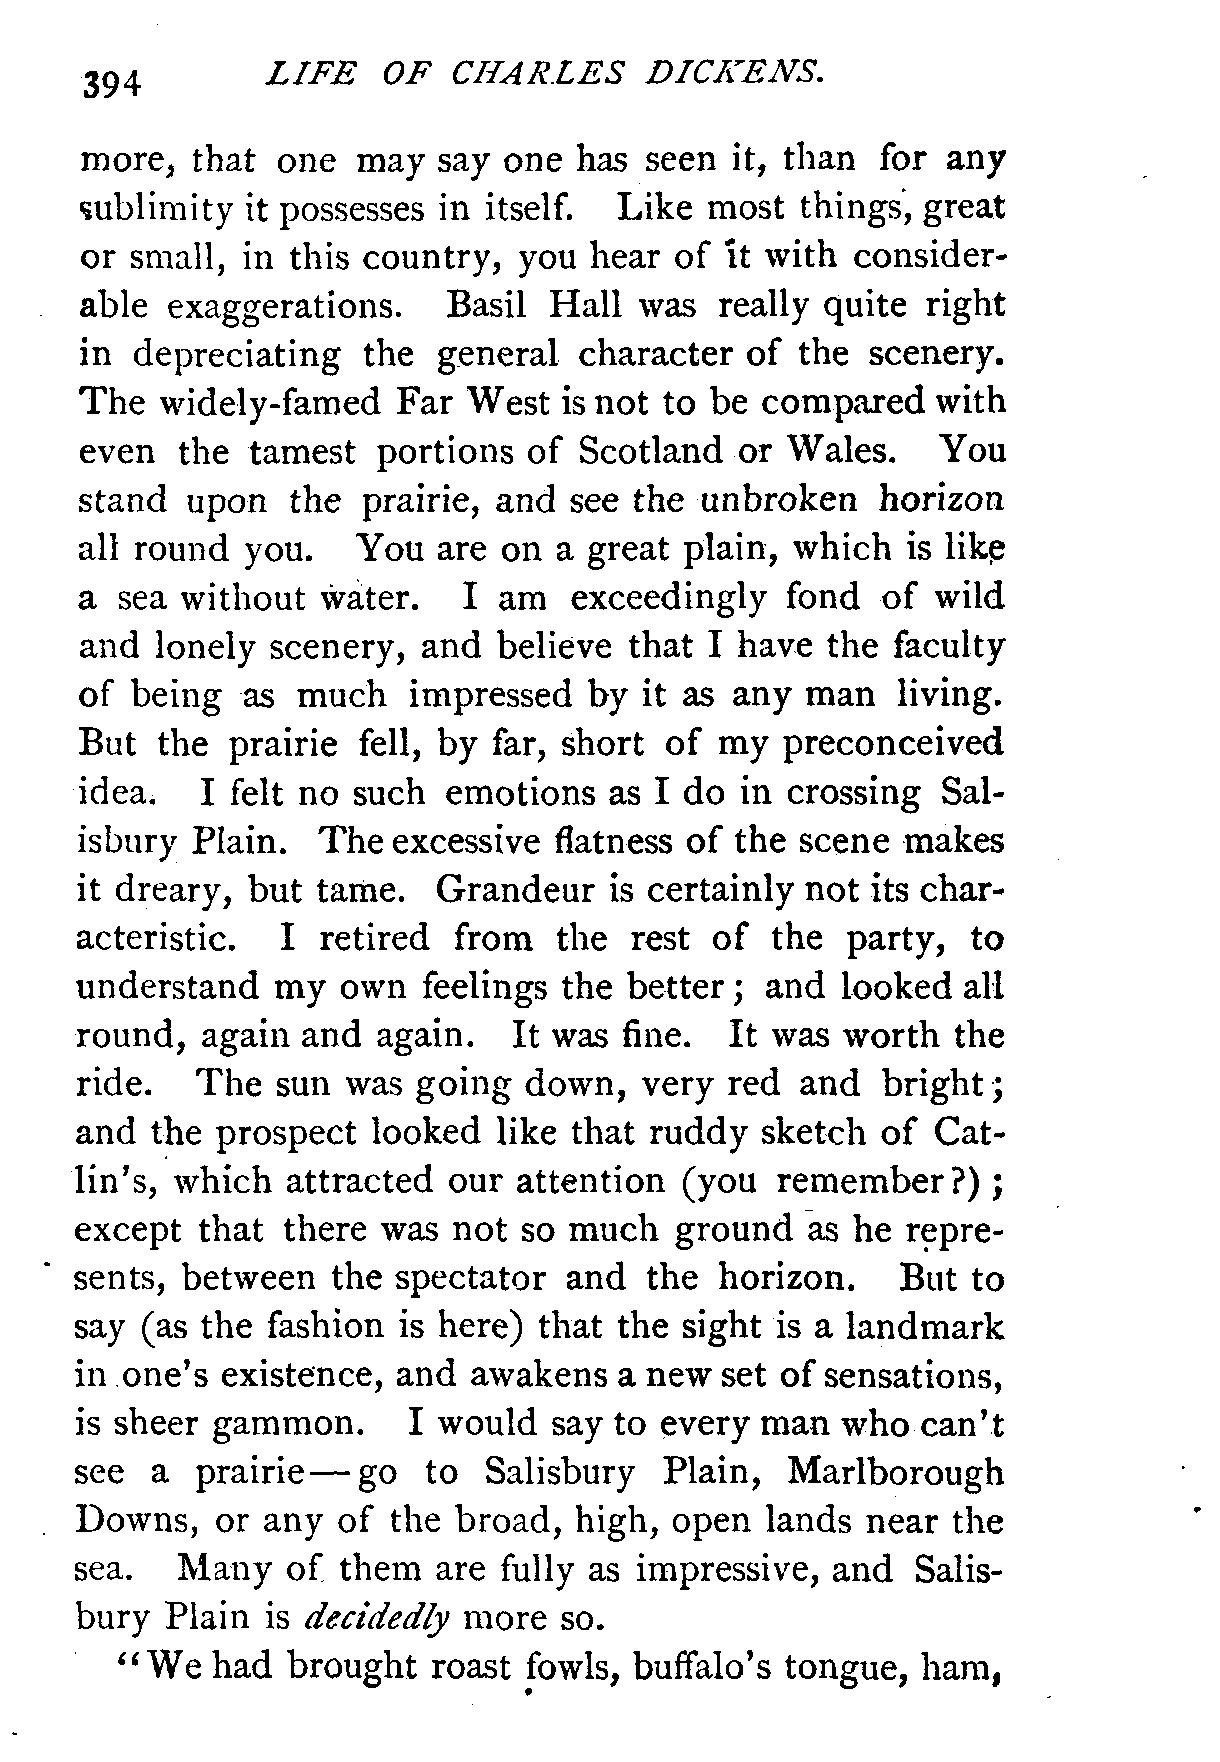 394 LIFE OF CHARLES DICKENS.
more, that one may say one has seen it, than for any
sublimity it possesses in itself. Like most things, great
or small, in this country, you hear of it with consider-
able exaggerations. Basil Hall was really quite right
in depreciating the general character of the scenery.
The widely-famed Far West is not to be compared with
even the tamest portions of Scotland or Wales. You
stand upon the prairie, and see the unbroken horizon
all round you. You are on a great plain, which is like
a sea without water. I am exceedingly fond of wild
and lonely scenery, and believe that I have the faculty
of being as much impressed by it as any man living.
But the prairie fell, by far, short of my preconceived
idea. I felt no such emotions as I do in crossing Sal-
isbury Plain. The excessive flatness of the scene makes
it dreary, but tame. Grandeur is certainly not its char-
acteristic. I retired from the rest of the party, to
understand my own feelings the better; and looked all
round, again and again. It was fine. It was worth the
ride. The sun was going down, very red and bright;
and the prospect looked like that ruddy sketch of Cat-
lin's, which attracted our attention (you remember?);
except that there was not so much ground as he repre-
sents, between the spectator and the horizon. But to
say (as the fashion is here) that the sight is a landmark
in one's existence, and awakens a new set of sensations,
is sheer gammon. I would say to every man who can't
see a prairie—go to Salisbury Plain, Marlborough
Downs, or any of the broad, high, open lands near the
sea. Many of them are fully as impressive, and Salis-
bury Plain is decidedly more so.
"We had brought roast fowls, buffalo's tongue, ham,